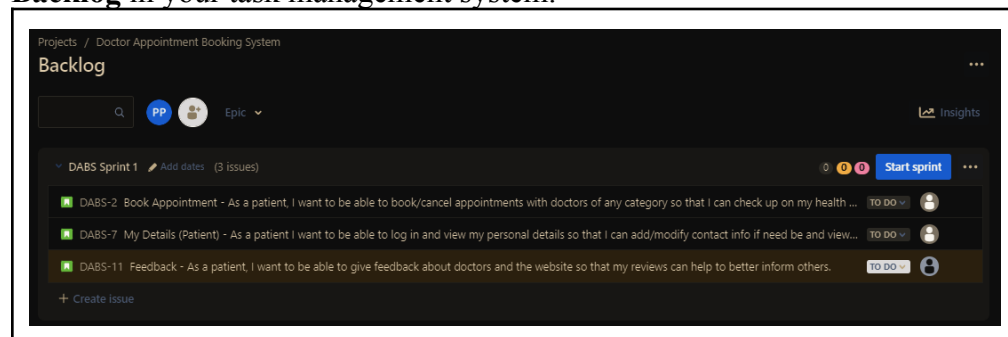 Backlog in your task management system.
Projects / Doctor Appointment Booking System
Backlog
PP Epic Insights
DABS Sprint 1 Add dates (3 issues) 0 0 0 Start sprint
DABS-2 Book Appointment - As a patient, I want to be able to book/cancel appointments with doctors of any category so that I can check up on my health ... TO DO
DABS-7 My Details (Patient) - As a patient I want to be able to log in and view my personal details so that I can add/modify contact info if need be and view... TO DO
DABS-11 Feedback - As a patient, I want to be able to give feedback about doctors and the website so that my reviews can help to better inform others. TO DO
+ Create issue